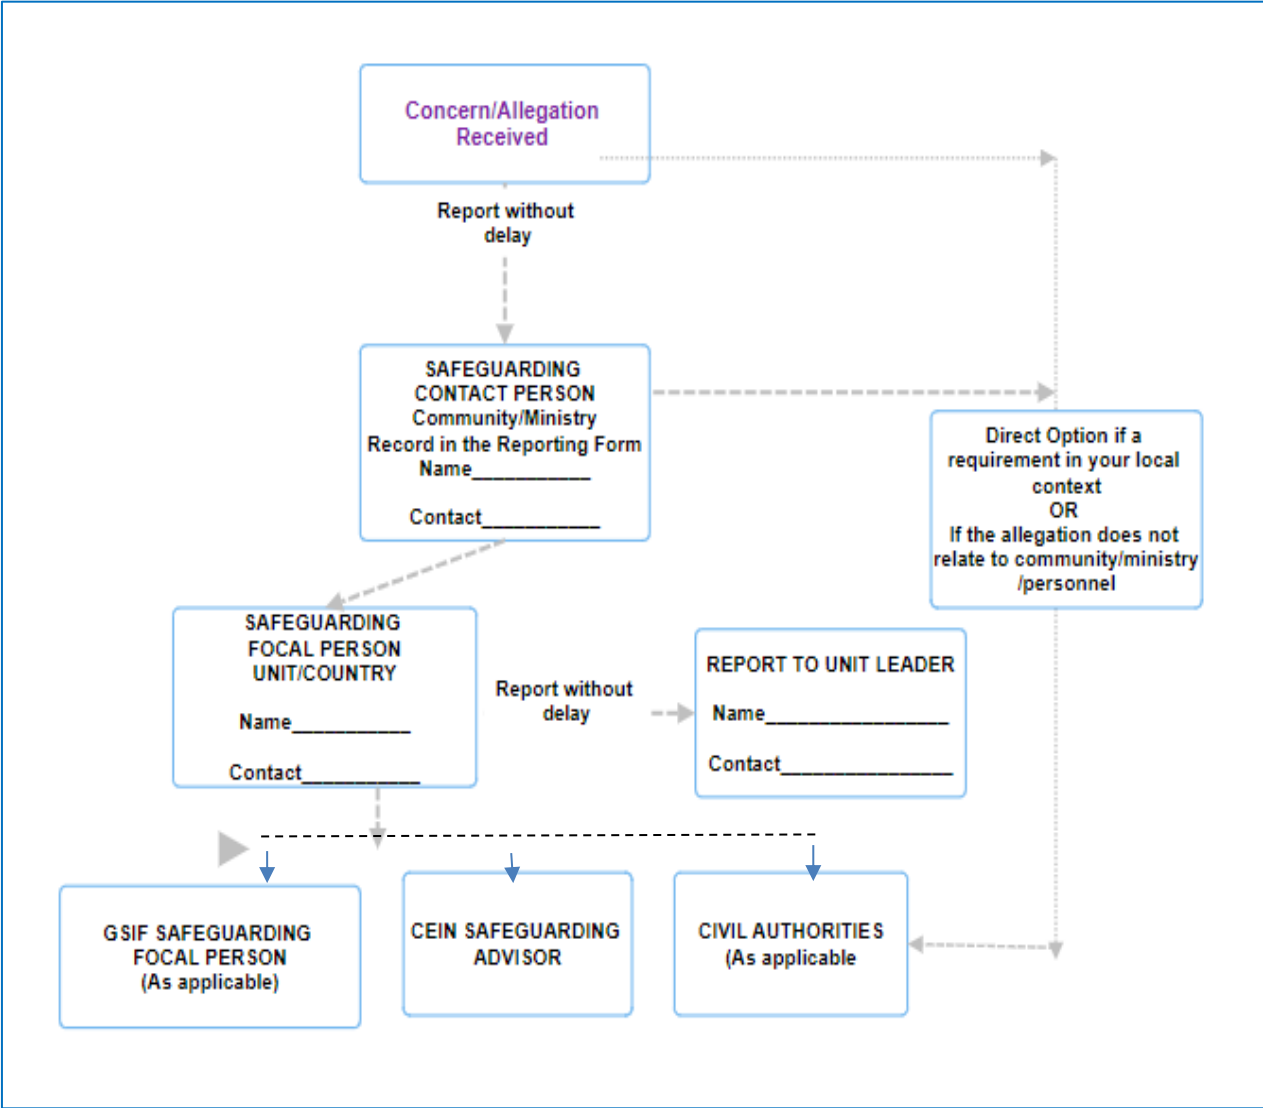 Concern/Allegation
Received
Report without
delay
SAFEGUARDING
CONTACT PERSON
Community/Ministry
Record in the Reporting Form
Name___________
Contact___________
Direct Option if a
requirement in your local
context
OR
If the allegation does not
relate to community/ministry
/personnel
SAFEGUARDING
FOCAL PERSON
UNIT/COUNTRY
Name___________
Contact___________
Report without
delay
REPORT TO UNIT LEADER
Name_________________
Contact________________
GSIF SAFEGUARDING
FOCAL PERSON
(As applicable)
CEIN SAFEGUARDING
ADVISOR
CIVIL AUTHORITIES
(As applicable